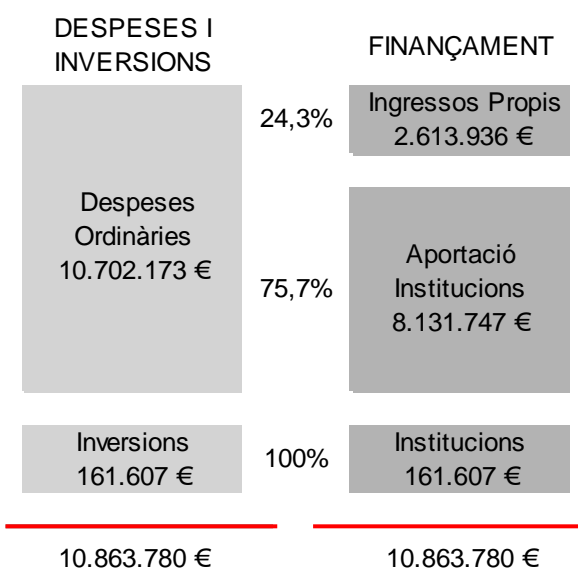 DESPESES I
INVERSIONS
FINANÇAMENT
Despeses
Ordinàries
10.702.173 €
24,3%
Ingressos Propis
2.613.936 €
75,7%
Aportació
Institucions
8.131.747 €
Inversions
161.607 €
100%
Institucions
161.607 €
10.863.780 €
10.863.780 €